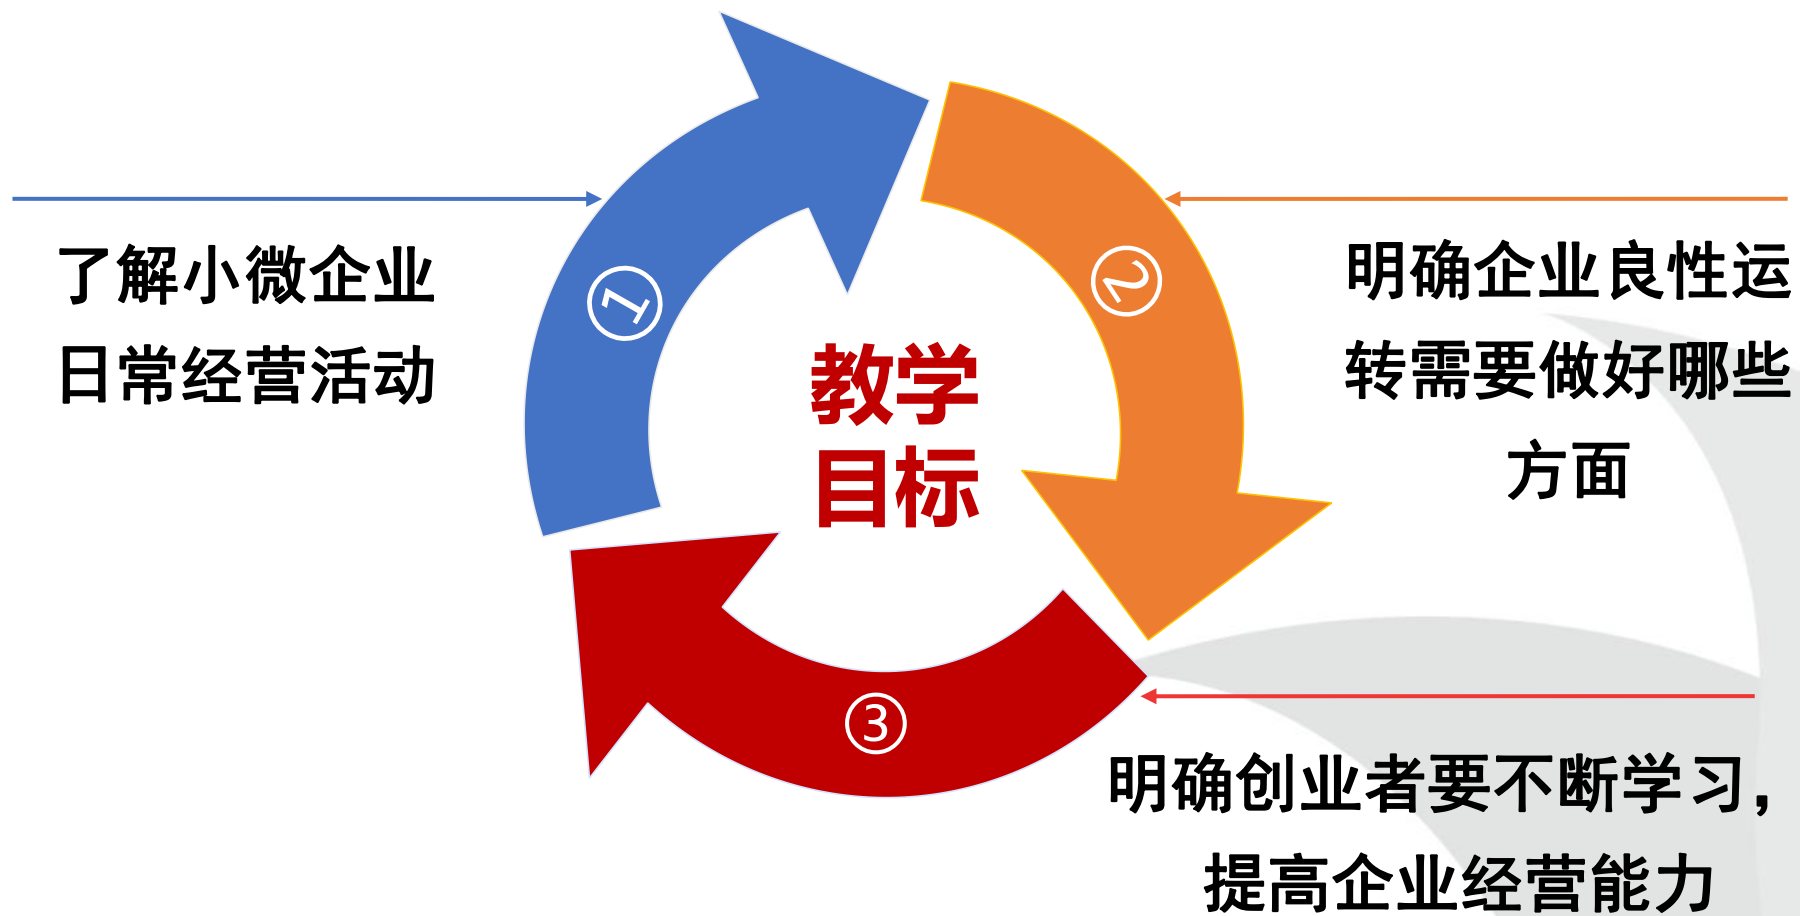 ①
了解小微企业
日常经营活动
②
明确企业良性运
转需要做好哪些
方面
教学
目标
③
明确创业者要不断学习，
提高企业经营能力